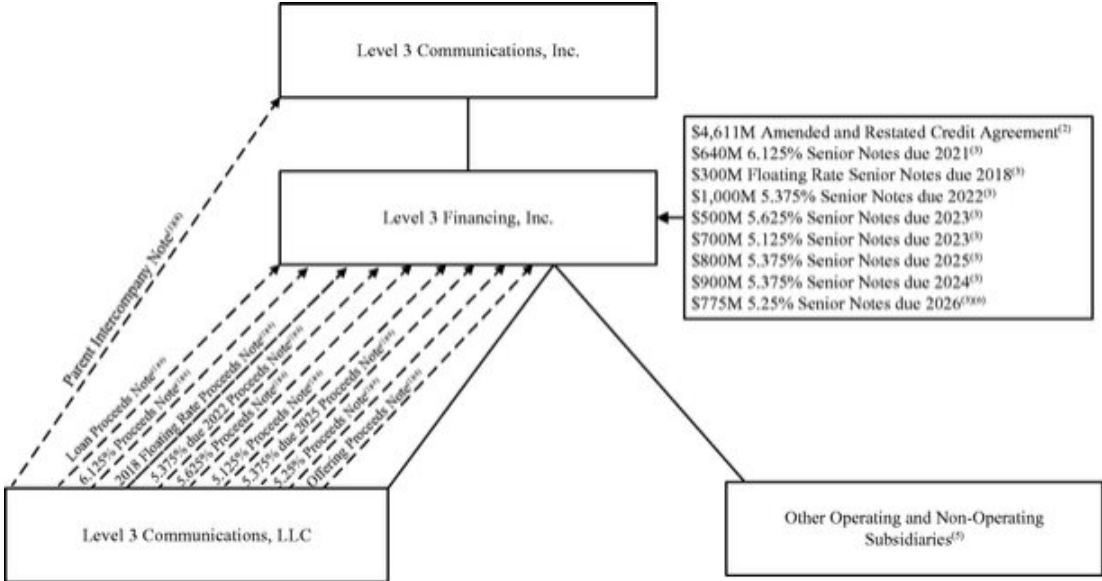 Level 3 Communications, Inc.
$4,611M Amended and Restated Credit Agreement(2)
$640M 6.125% Senior Notes due 2021(3)
$300M Floating Rate Senior Notes due 2018(3)
$1,000M 5.375% Senior Notes due 2022(3)
$500M 5.625% Senior Notes due 2023(3)
$700M 5.125% Senior Notes due 2023(3)
$800M 5.375% Senior Notes due 2025(3)
$900M 5.375% Senior Notes due 2024(3)
$775M 5.25% Senior Notes due 2026(3)(6)
Level 3 Financing, Inc.
Parent Intercompany Note
Loan Proceeds Note
6.125% Proceeds Note
2018 Floating Rate Proceeds Note
5.375% due 2022 Proceeds Note
5.625% Proceeds Note
5.125% Proceeds Note
5.375% due 2025 Proceeds Note
5.25% Proceeds Note
Offering Proceeds Note
Level 3 Communications, LLC
Other Operating and Non-Operating
Subsidiaries(5)